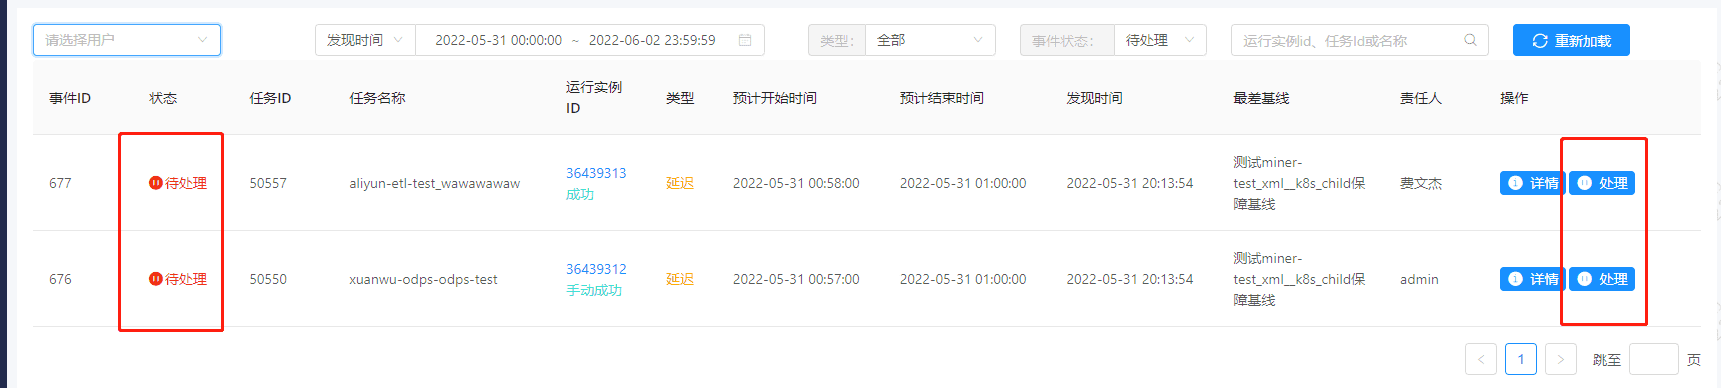 请选择用户
发现时间 2022-05-31 00:00:00 ~ 2022-06-02 23:59:59
类型: 全部
事件状态: 待处理
运行实例id、任务Id或名称
重新加载
事件ID 状态 任务ID 任务名称 运行实例ID 类型 预计开始时间 预计结束时间 发现时间 最差基线 责任人 操作
677 待处理 50557 aliyun-etl-test_wawawawaw 36439313 成功 延迟 2022-05-31 00:58:00 2022-05-31 01:00:00 2022-05-31 20:13:54 测试miner-test_xml__k8s_child保障基线 费文杰 详情 处理
676 待处理 50550 xuanwu-odps-odps-test 36439312 手动成功 延迟 2022-05-31 00:57:00 2022-05-31 01:00:00 2022-05-31 20:13:54 测试miner-test_xml__k8s_child保障基线 admin 详情 处理
< 1 > 跳至 页